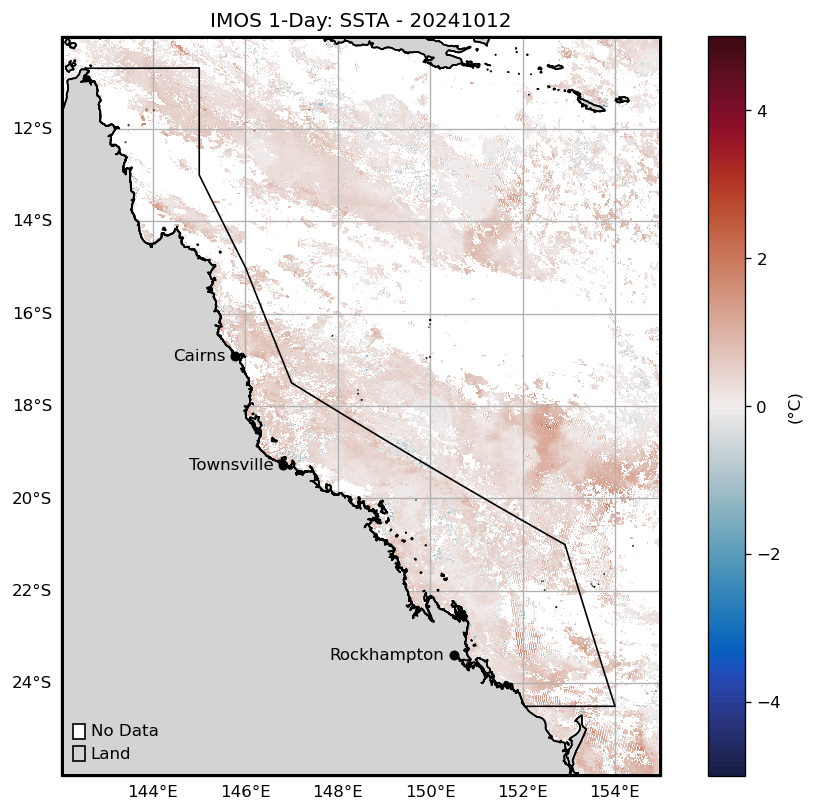 IMOS 1-Day: SSTA - 20241012
12°S
14°S
16°S
18°S
20°S
22°S
24°S
Cairns
Townsville
Rockhampton
No Data
Land
144°E 146°E 148°E 150°E 152°E 154°E
4
2
0
−2
−4
(°C)